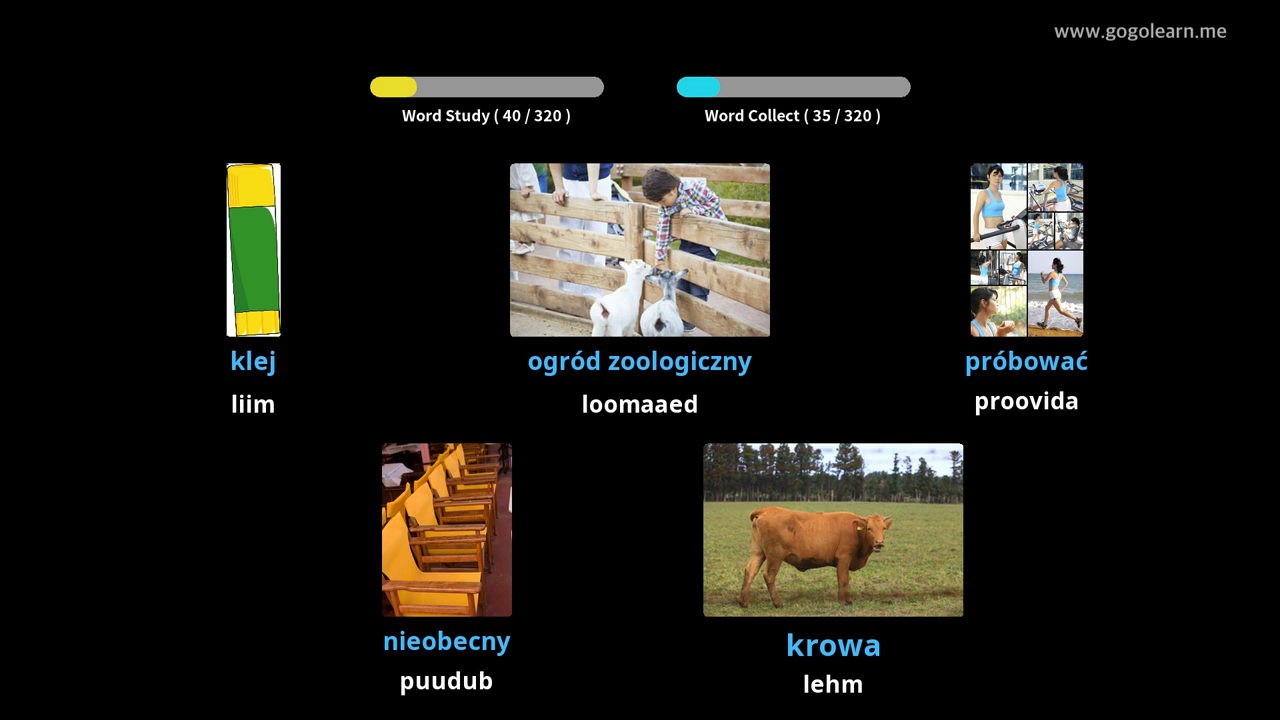 www.gogolearn.me
Word Study ( 40 / 320 )
Word Collect ( 35 / 320 )
klej
liim
ogród zoologiczny
loomaaed
próbować
proovida
nieobecny
puudub
krowa
lehm